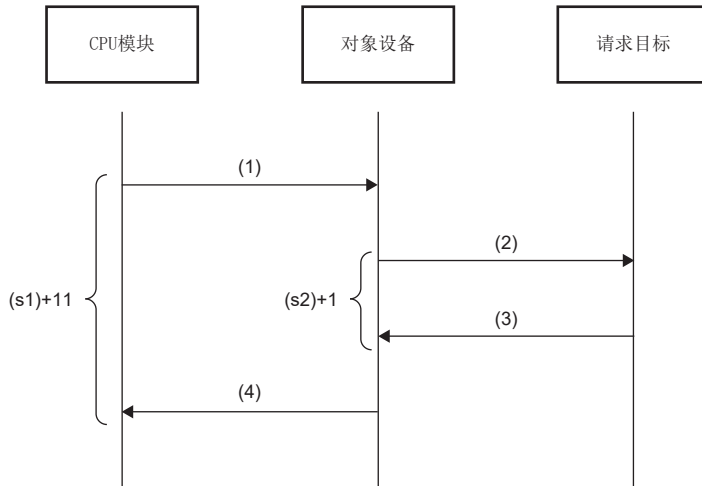 CPU模块
对象设备
请求目标
(1)
(2)
(s1)+11
(s2)+1
(3)
(4)